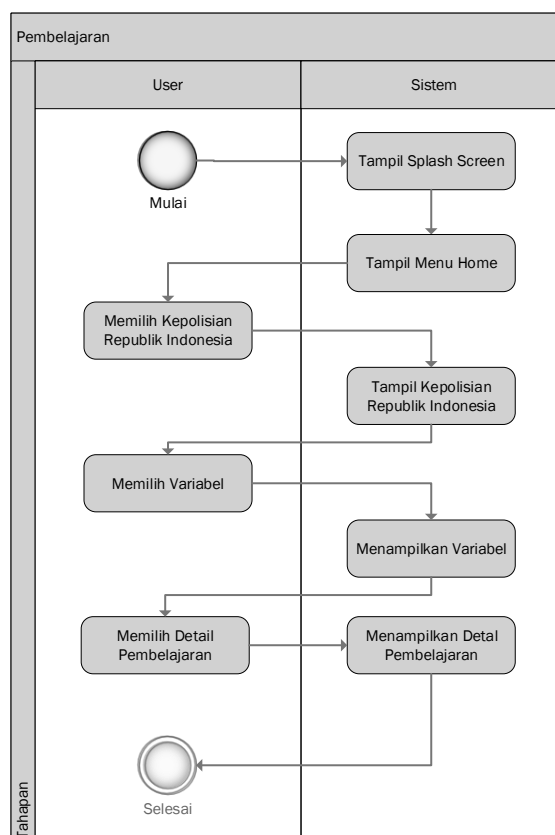 Pembelajaran
User
Sistem
Mulai
Tampil Splash Screen
Tampil Menu Home
Memilih Kepolisian
Republik Indonesia
Tampil Kepolisian
Republik Indonesia
Memilih Variabel
Menampilkan Variabel
Memilih Detail
Pembelajaran
Menampilkan Detal
Pembelajaran
Selesai
Tahapan